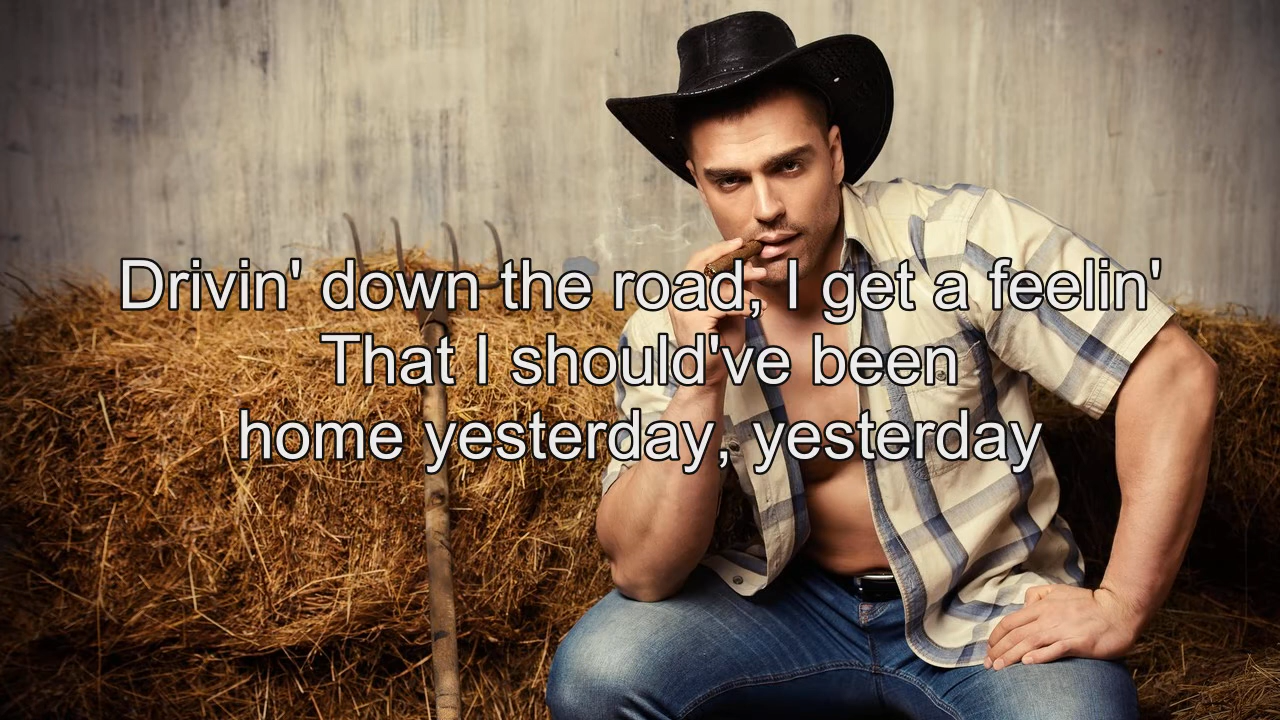 Drivin' down the road, I get a feelin'
That I should've been
home yesterday, yesterday